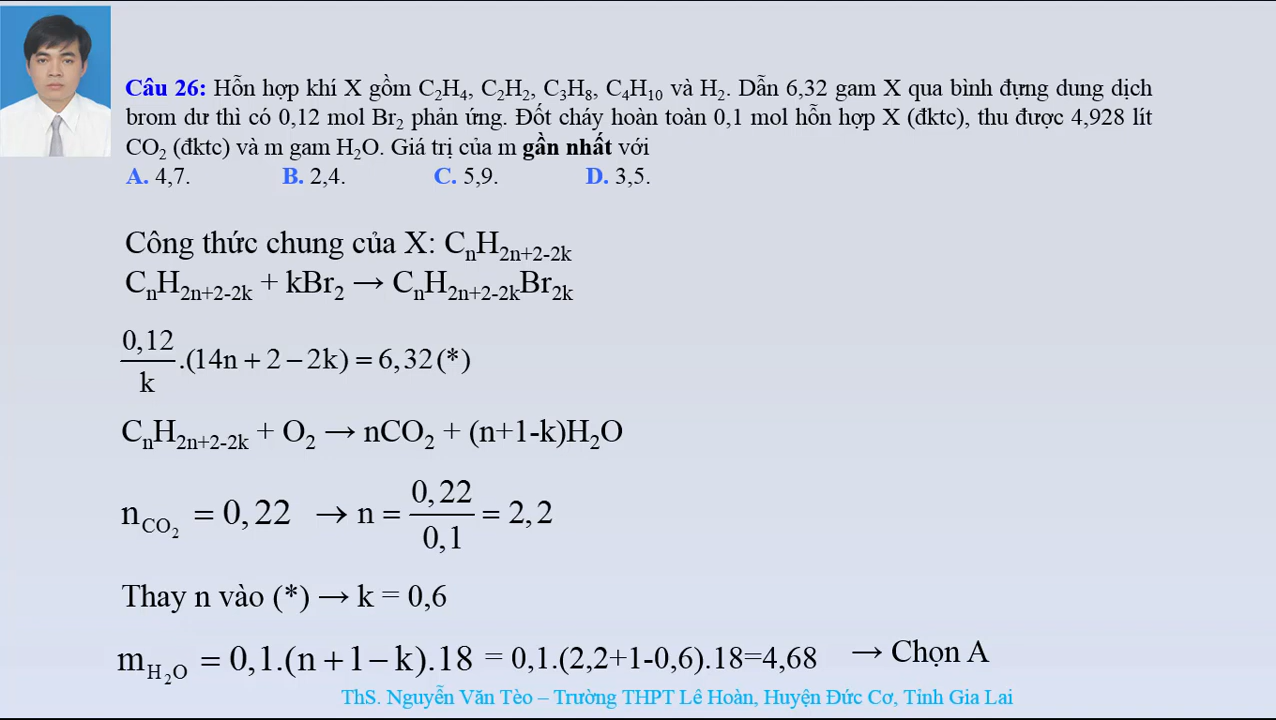 Câu 26: Hỗn hợp khí X gồm C₂H₄, C₂H₂, C₃H₈, C₄H₁₀ và H₂. Dẫn 6,32 gam X qua bình đựng dung dịch
brom dư thì có 0,12 mol Br₂ phản ứng. Đốt cháy hoàn toàn 0,1 mol hỗn hợp X (đktc), thu được 4,928 lít
CO₂ (đktc) và m gam H₂O. Giá trị của m gần nhất với
A. 4,7. B. 2,4. C. 5,9. D. 3,5.
Công thức chung của X: CₙH₂ₙ₊₂₋₂ₖ
CₙH₂ₙ₊₂₋₂ₖ + kBr₂ → CₙH₂ₙ₊₂₋₂ₖBr₂ₖ
0,12/k .(14n + 2 − 2k) = 6,32 (*)
CₙH₂ₙ₊₂₋₂ₖ + O₂ → nCO₂ + (n+1-k)H₂O
n_CO₂ = 0,22 → n = 0,22/0,1 = 2,2
Thay n vào (*) → k = 0,6
m_H₂O = 0,1.(n + 1 − k).18 = 0,1.(2,2+1-0,6).18=4,68 → Chọn A
ThS. Nguyễn Văn Tèo – Trường THPT Lê Hoàn, Huyện Đức Cơ, Tỉnh Gia Lai